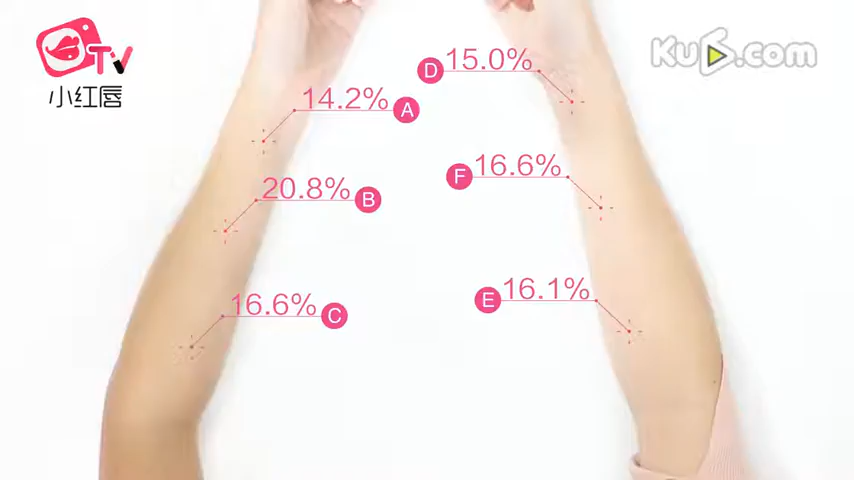 TV
小红唇
Ku6.com
D 15.0%
14.2% A
F 16.6%
20.8% B
E 16.1%
16.6% C